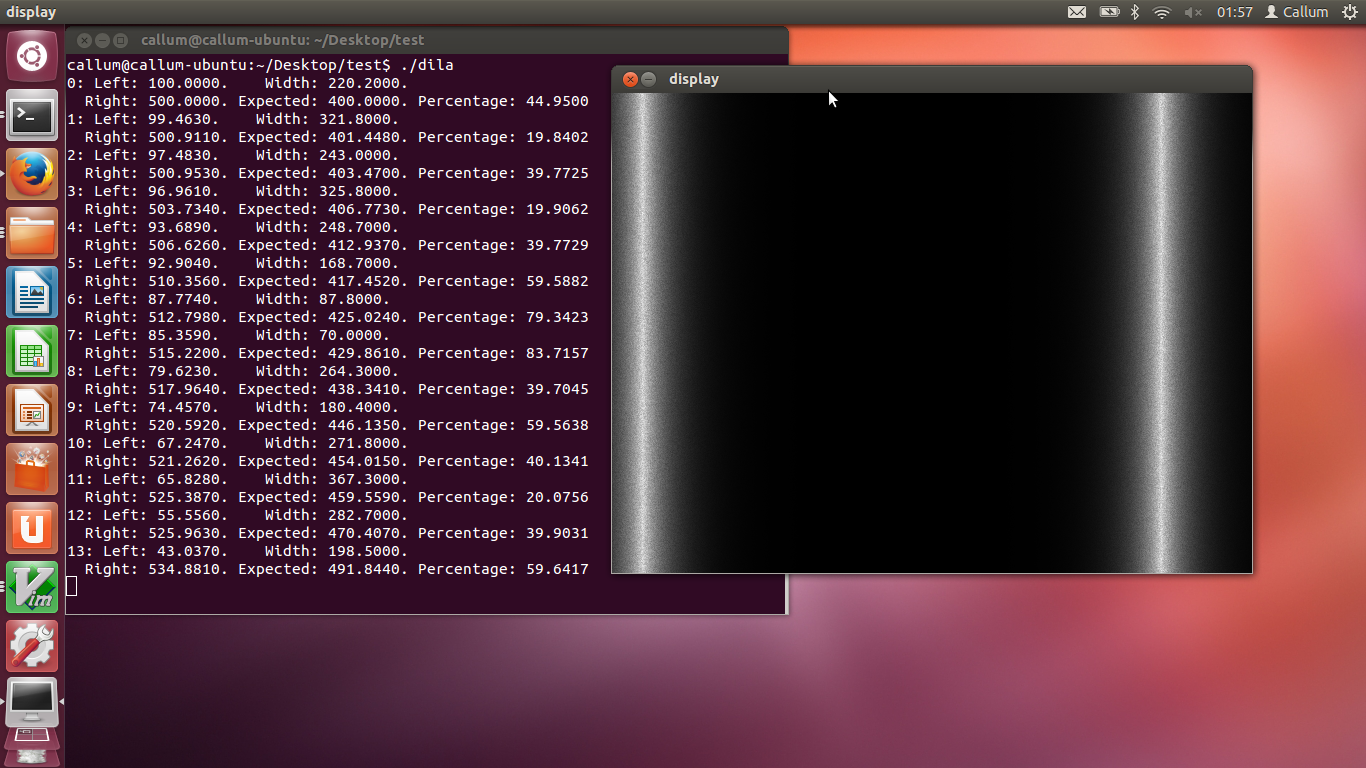 display
01:57 Callum
callum@callum-ubuntu: ~/Desktop/test
callum@callum-ubuntu:~/Desktop/test$ ./dila
0: Left: 100.0000. Width: 220.2000.
Right: 500.0000. Expected: 400.0000. Percentage: 44.9500
1: Left: 99.4630. Width: 321.8000.
Right: 500.9110. Expected: 401.4480. Percentage: 19.8402
2: Left: 97.4830. Width: 243.0000.
Right: 500.9530. Expected: 403.4700. Percentage: 39.7725
3: Left: 96.9610. Width: 325.8000.
Right: 503.7340. Expected: 406.7730. Percentage: 19.9062
4: Left: 93.6890. Width: 248.7000.
Right: 506.6260. Expected: 412.9370. Percentage: 39.7729
5: Left: 92.9040. Width: 168.7000.
Right: 510.3560. Expected: 417.4520. Percentage: 59.5882
6: Left: 87.7740. Width: 87.8000.
Right: 512.7980. Expected: 425.0240. Percentage: 79.3423
7: Left: 85.3590. Width: 70.0000.
Right: 515.2200. Expected: 429.8610. Percentage: 83.7157
8: Left: 79.6230. Width: 264.3000.
Right: 517.9640. Expected: 438.3410. Percentage: 39.7045
9: Left: 74.4570. Width: 180.4000.
Right: 520.5920. Expected: 446.1350. Percentage: 59.5638
10: Left: 67.2470. Width: 271.8000.
Right: 521.2620. Expected: 454.0150. Percentage: 40.1341
11: Left: 65.8280. Width: 367.3000.
Right: 525.3870. Expected: 459.5590. Percentage: 20.0756
12: Left: 55.5560. Width: 282.7000.
Right: 525.9630. Expected: 470.4070. Percentage: 39.9031
13: Left: 43.0370. Width: 198.5000.
Right: 534.8810. Expected: 491.8440. Percentage: 59.6417
display
>_
U
Vim